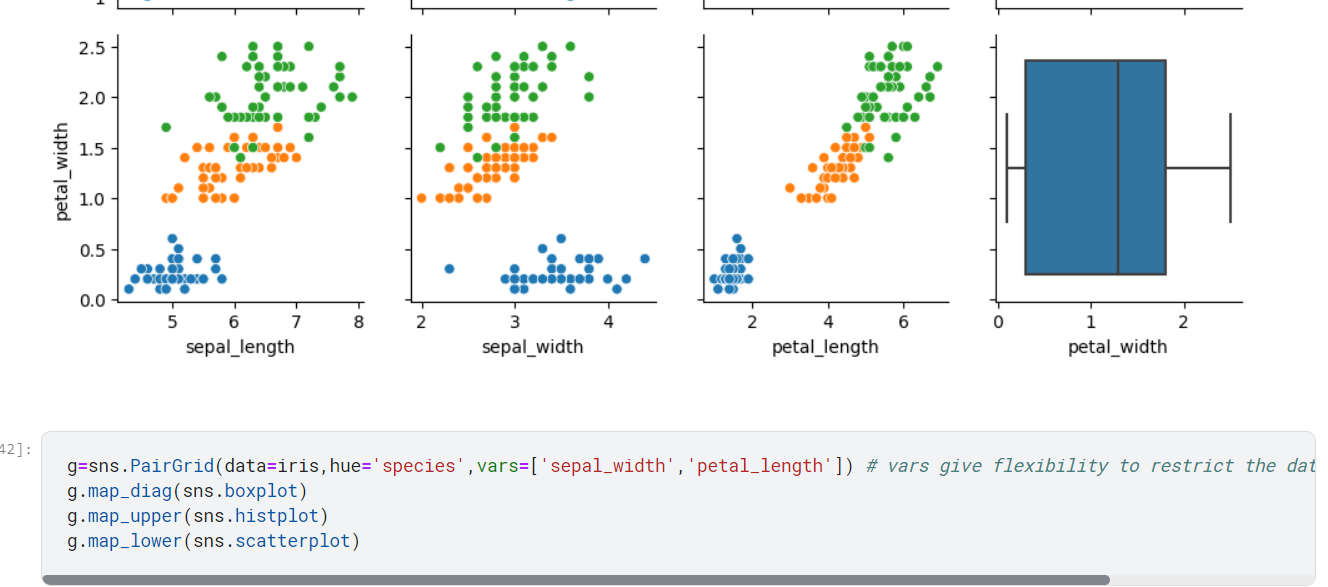 1
2.5
2.0
1.5
1.0
0.5
0.0
petal_width
5 6 7 8
2 3 4
2 4 6
0 1 2
sepal_length sepal_width petal_length petal_width
42]:
g=sns.PairGrid(data=iris,hue='species',vars=['sepal_width','petal_length']) # vars give flexibility to restrict the dat
g.map_diag(sns.boxplot)
g.map_upper(sns.histplot)
g.map_lower(sns.scatterplot)